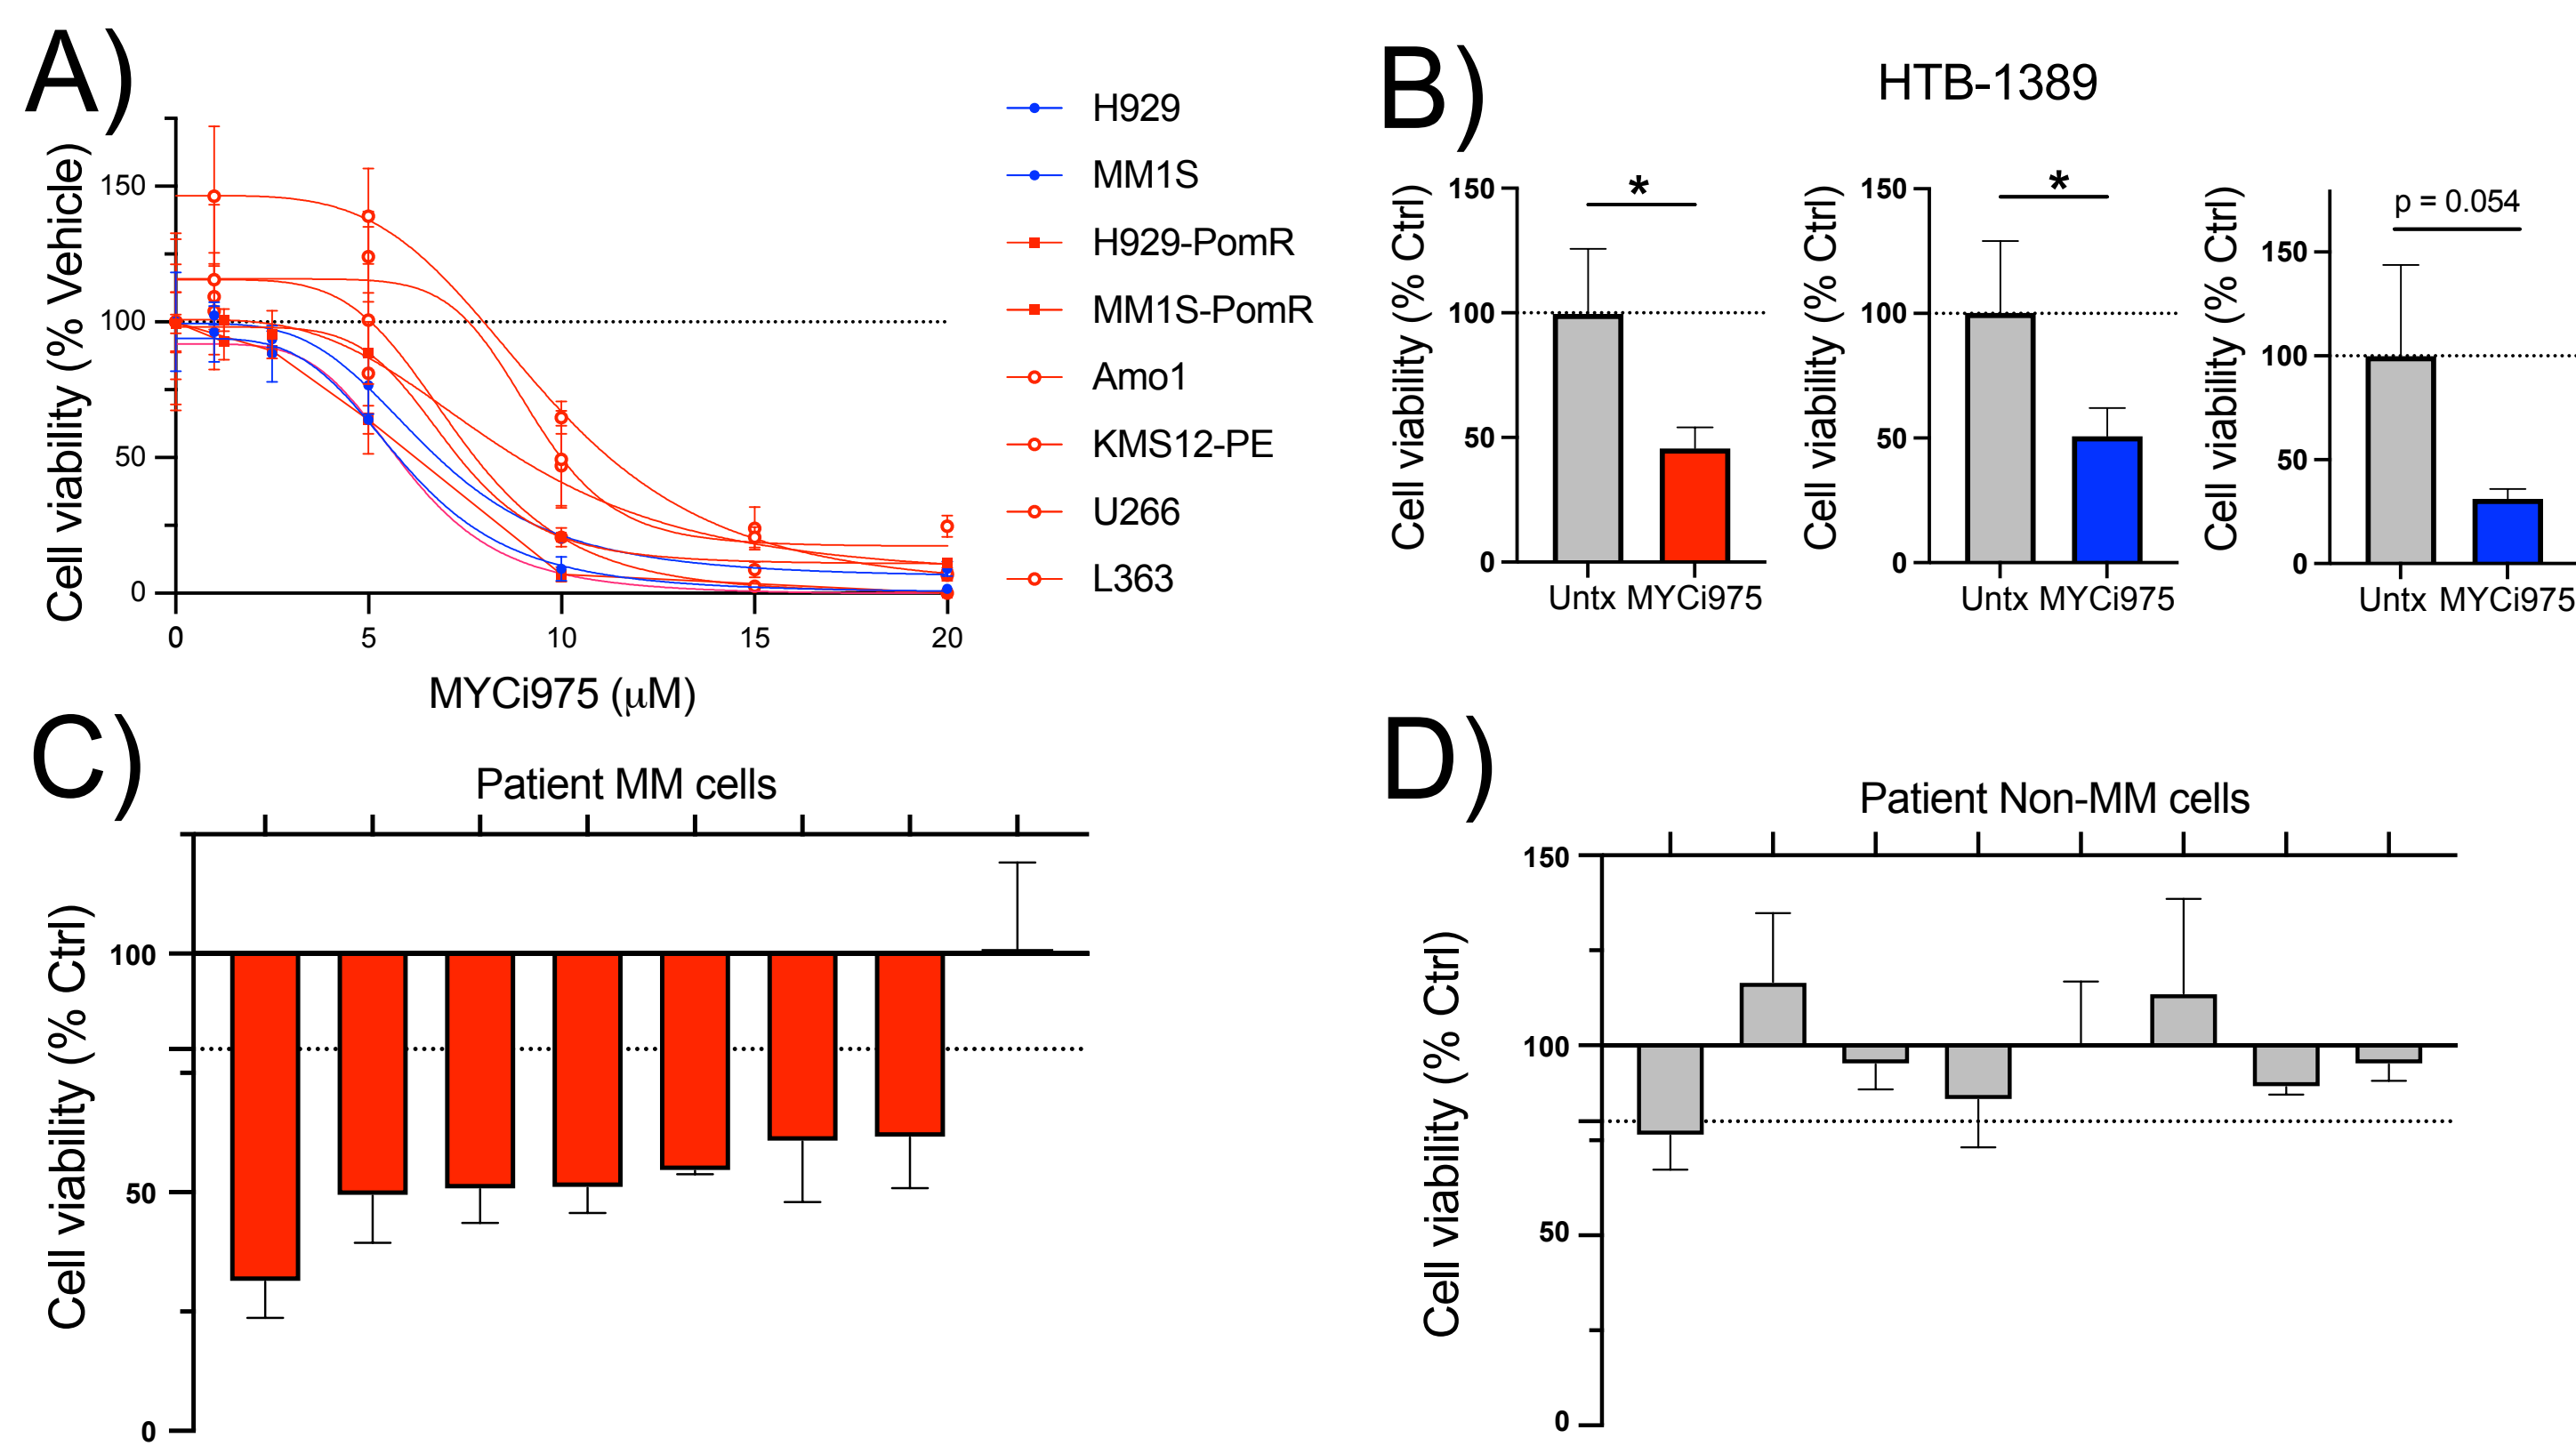 A)
Cell viability (% Vehicle)
150
100
50
0
0 5 10 15 20
MYCi975 (μM)
H929
MM1S
H929-PomR
MM1S-PomR
Amo1
KMS12-PE
U266
L363
B)
HTB-1389
Cell viability (% Ctrl)
150
100
50
0
*
Untx MYCi975
Cell viability (% Ctrl)
150
100
50
0
*
Untx MYCi975
Cell viability (% Ctrl)
150
100
50
0
p = 0.054
Untx MYCi975
C)
Patient MM cells
Cell viability (% Ctrl)
100
50
0
D)
Patient Non-MM cells
Cell viability (% Ctrl)
150
100
50
0